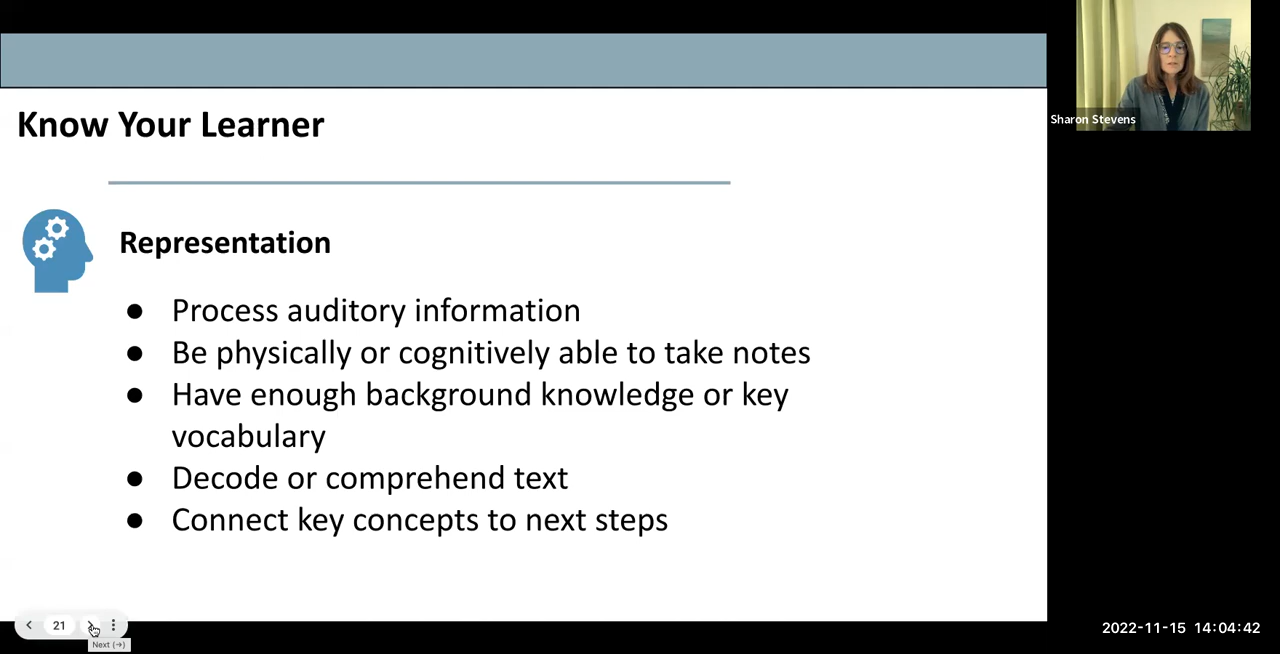 Know Your Learner
Sharon Stevens
Representation
● Process auditory information
● Be physically or cognitively able to take notes
● Have enough background knowledge or key
vocabulary
● Decode or comprehend text
● Connect key concepts to next steps
21
Next (→)
2022-11-15 14:04:42